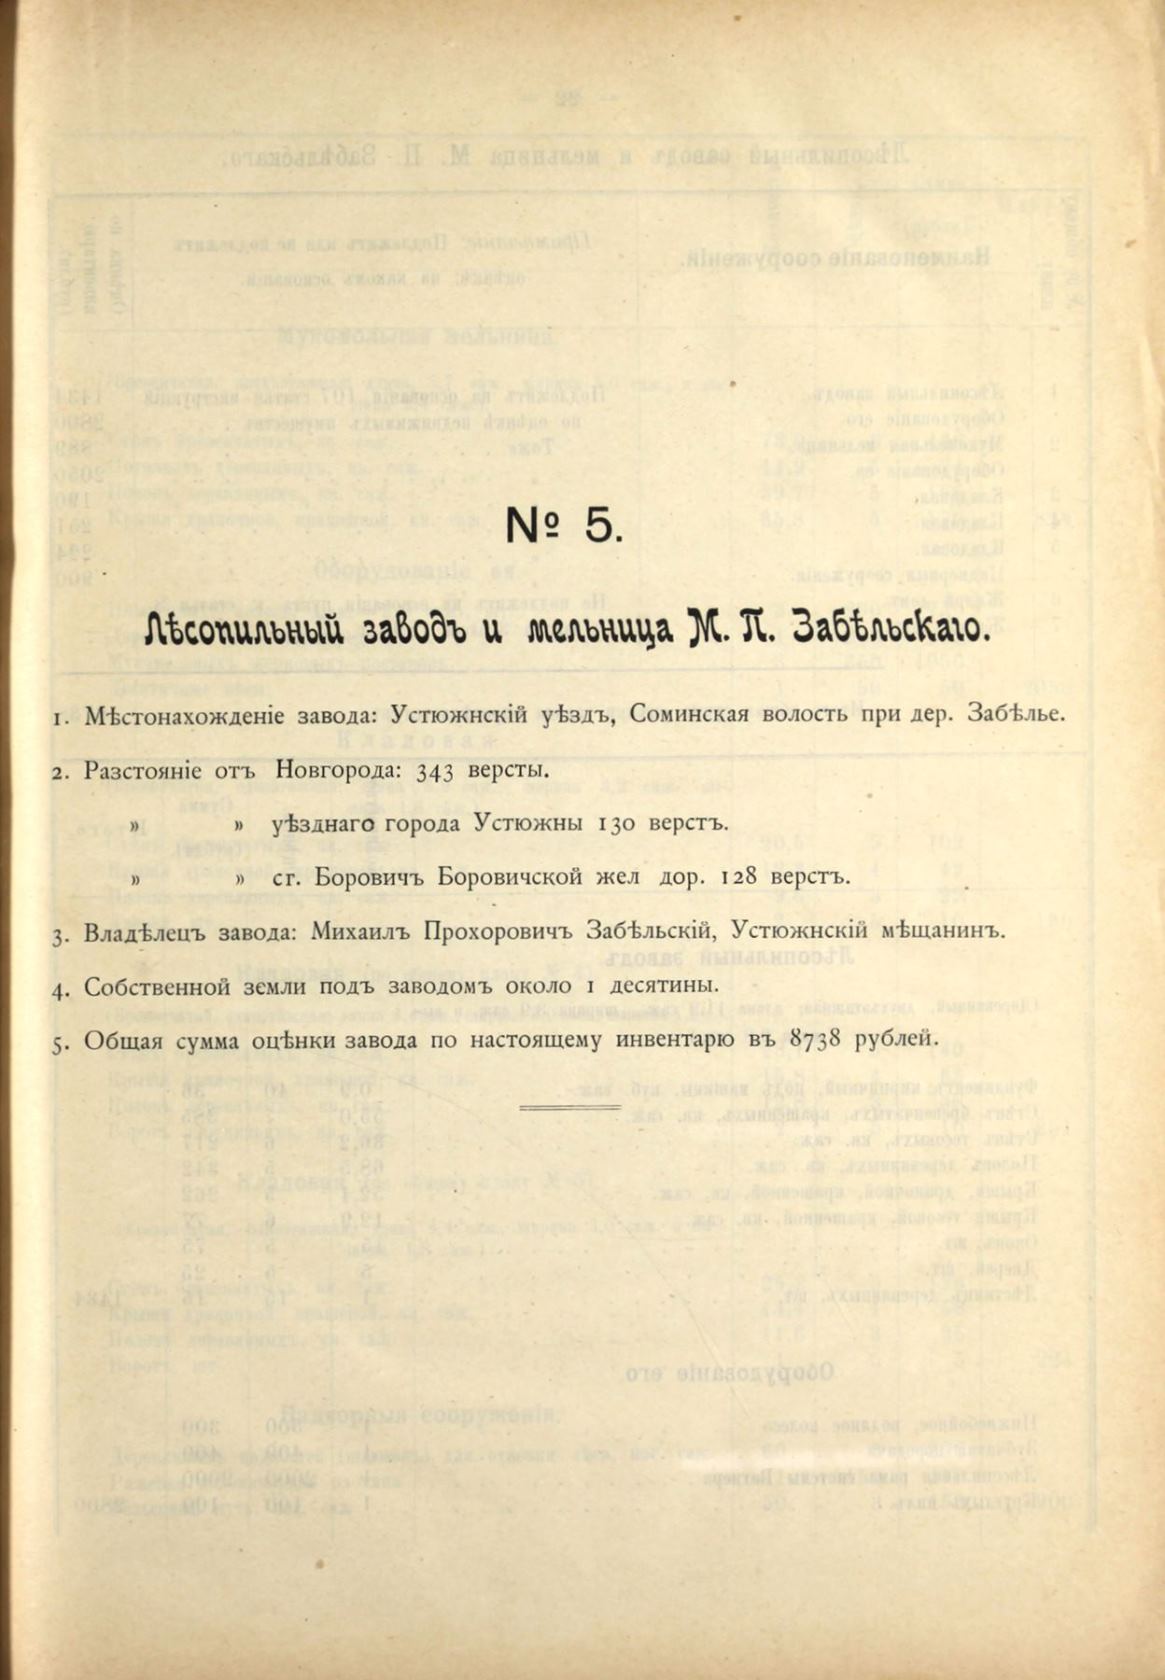 № 5.
Лѣсопильный заводъ и мельница М. П. Забѣльскаго.
1. Мѣстонахожденіе завода: Устюжнскій уѣздъ, Соминская волость при дер. Забѣлье.
2. Разстояніе отъ Новгорода: 343 версты.
» » уѣзднаго города Устюжны 130 верстъ.
» » ст. Боровичъ Боровичской жел дор. 128 верстъ.
3. Владѣлецъ завода: Михаилъ Прохоровичъ Забѣльскій, Устюжнскій мѣщанинъ.
4. Собственной земли подъ заводомъ около 1 десятины.
5. Общая сумма оцѣнки завода по настоящему инвентарю въ 8738 рублей.